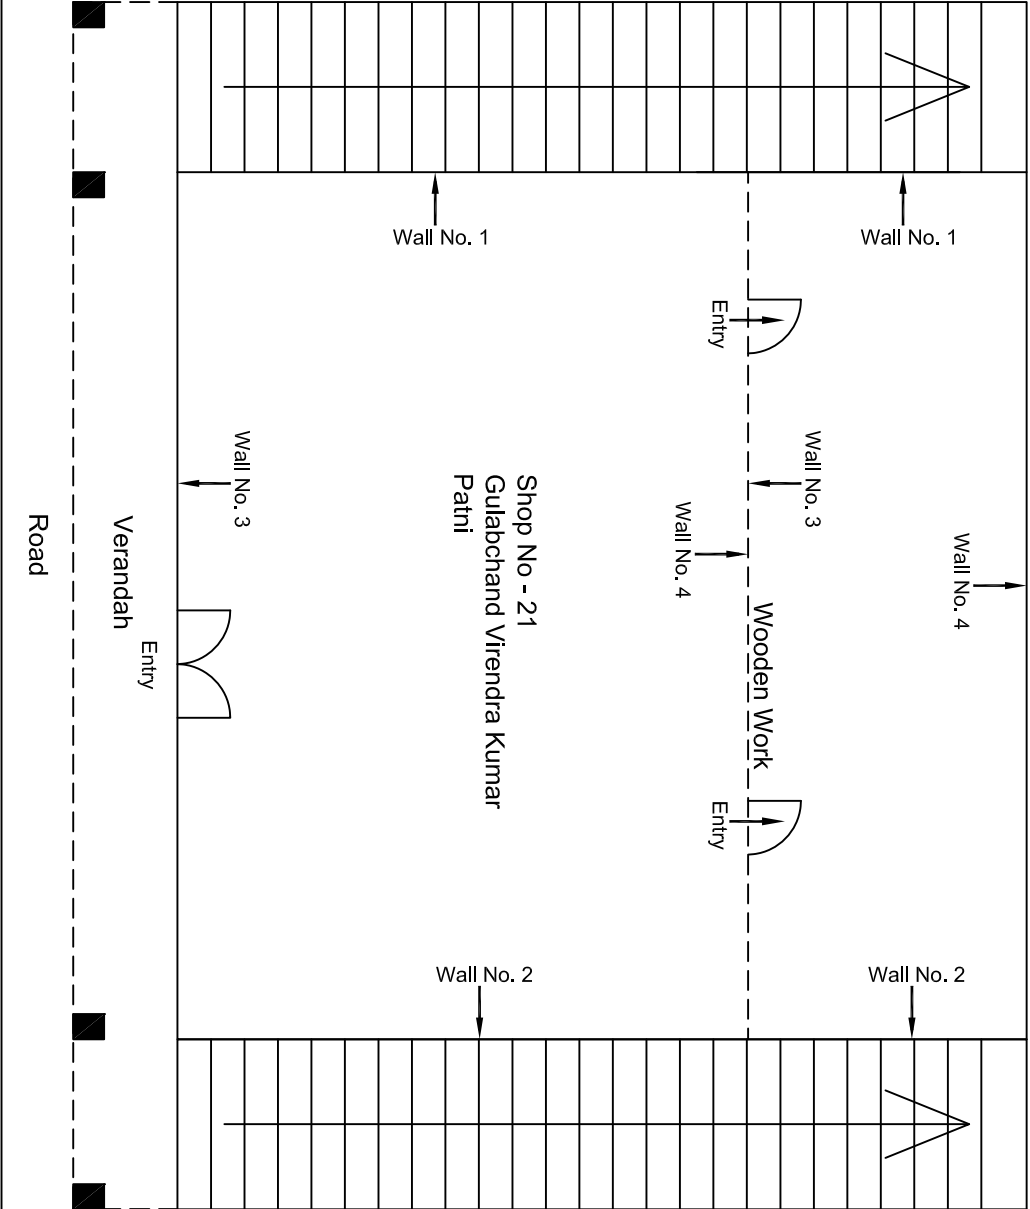 Wall No. 1
Wall No. 1
Entry
Wall No. 3
Wall No. 3
Wall No. 4
Wall No. 4
Shop No - 21
Gulabchand Virendra Kumar
Patni
Wooden Work
Verandah
Road
Entry
Entry
Wall No. 2
Wall No. 2